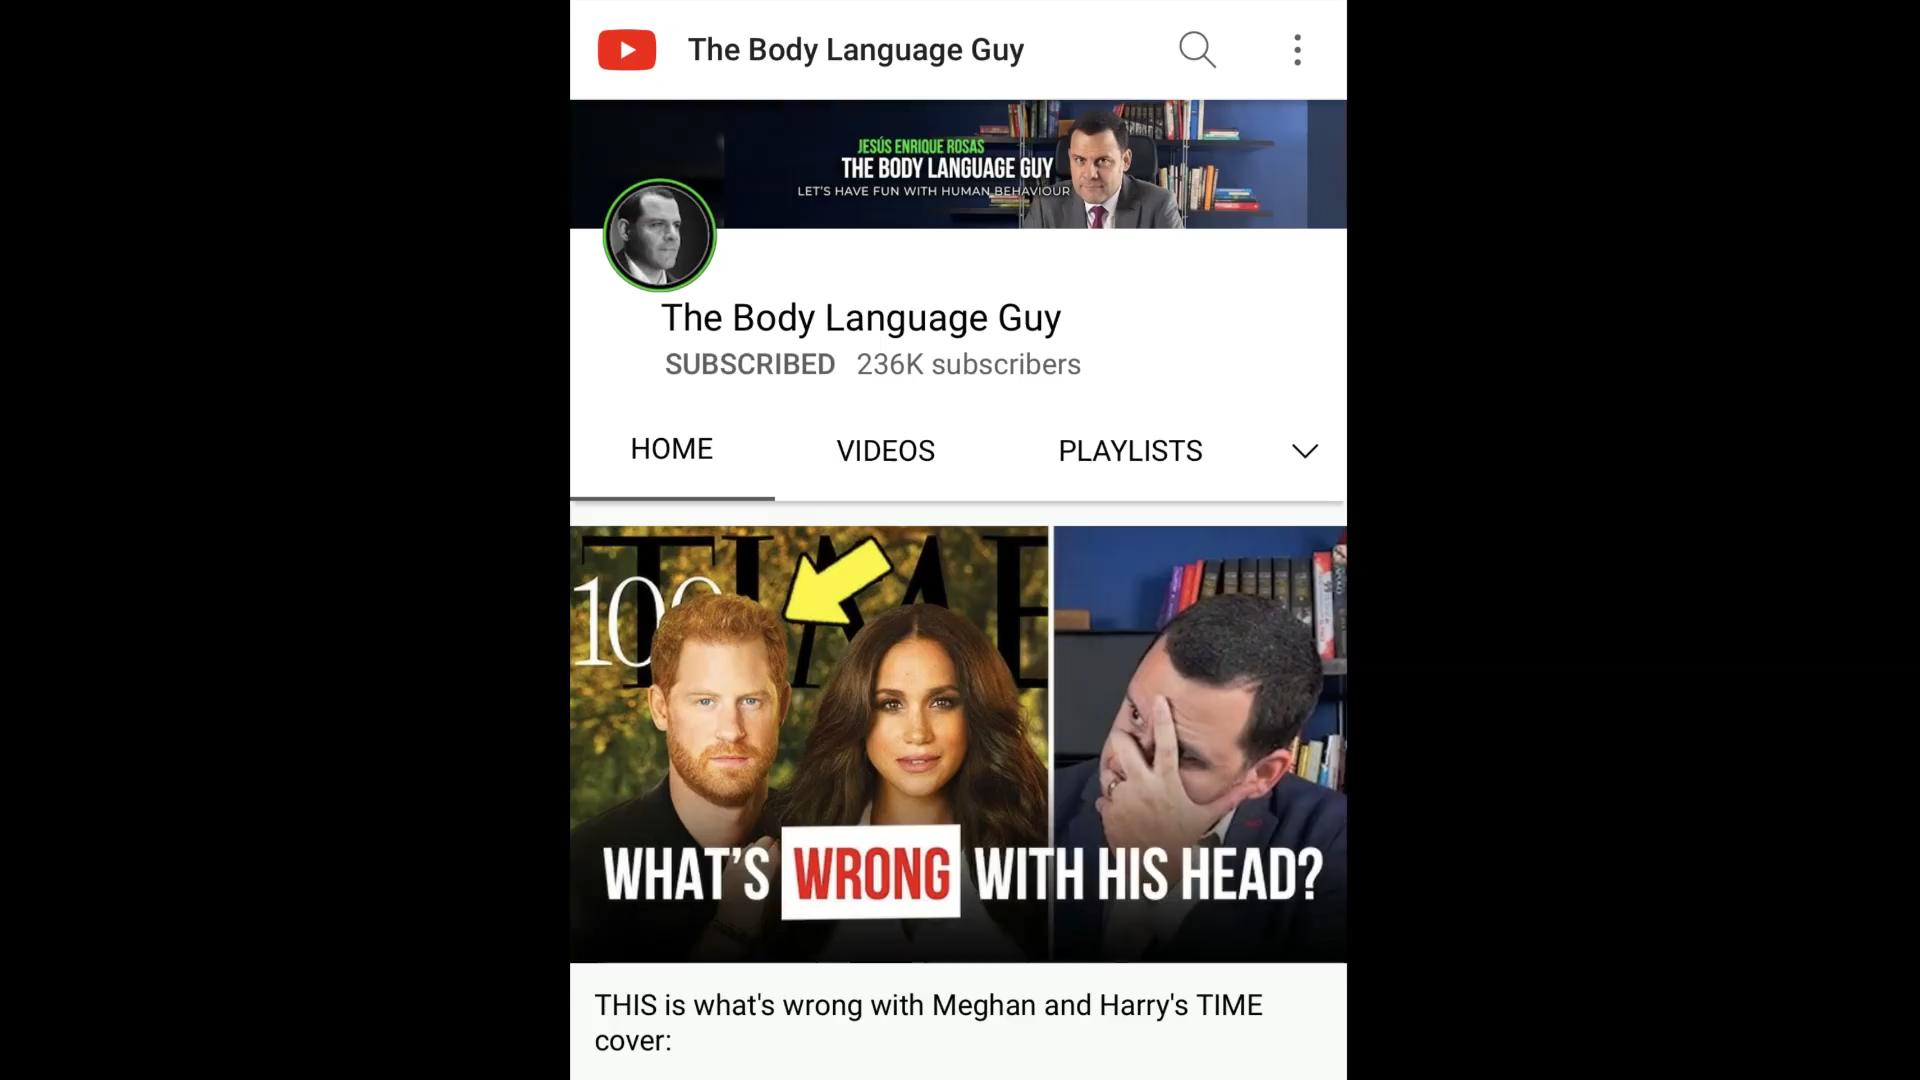 The Body Language Guy
JESÚS ENRIQUE ROSAS
THE BODY LANGUAGE GUY
LET'S HAVE FUN WITH HUMAN BEHAVIOUR
The Body Language Guy
SUBSCRIBED 236K subscribers
HOME VIDEOS PLAYLISTS
TIME
100
WHAT'S WRONG WITH HIS HEAD?
THIS is what's wrong with Meghan and Harry's TIME
cover: